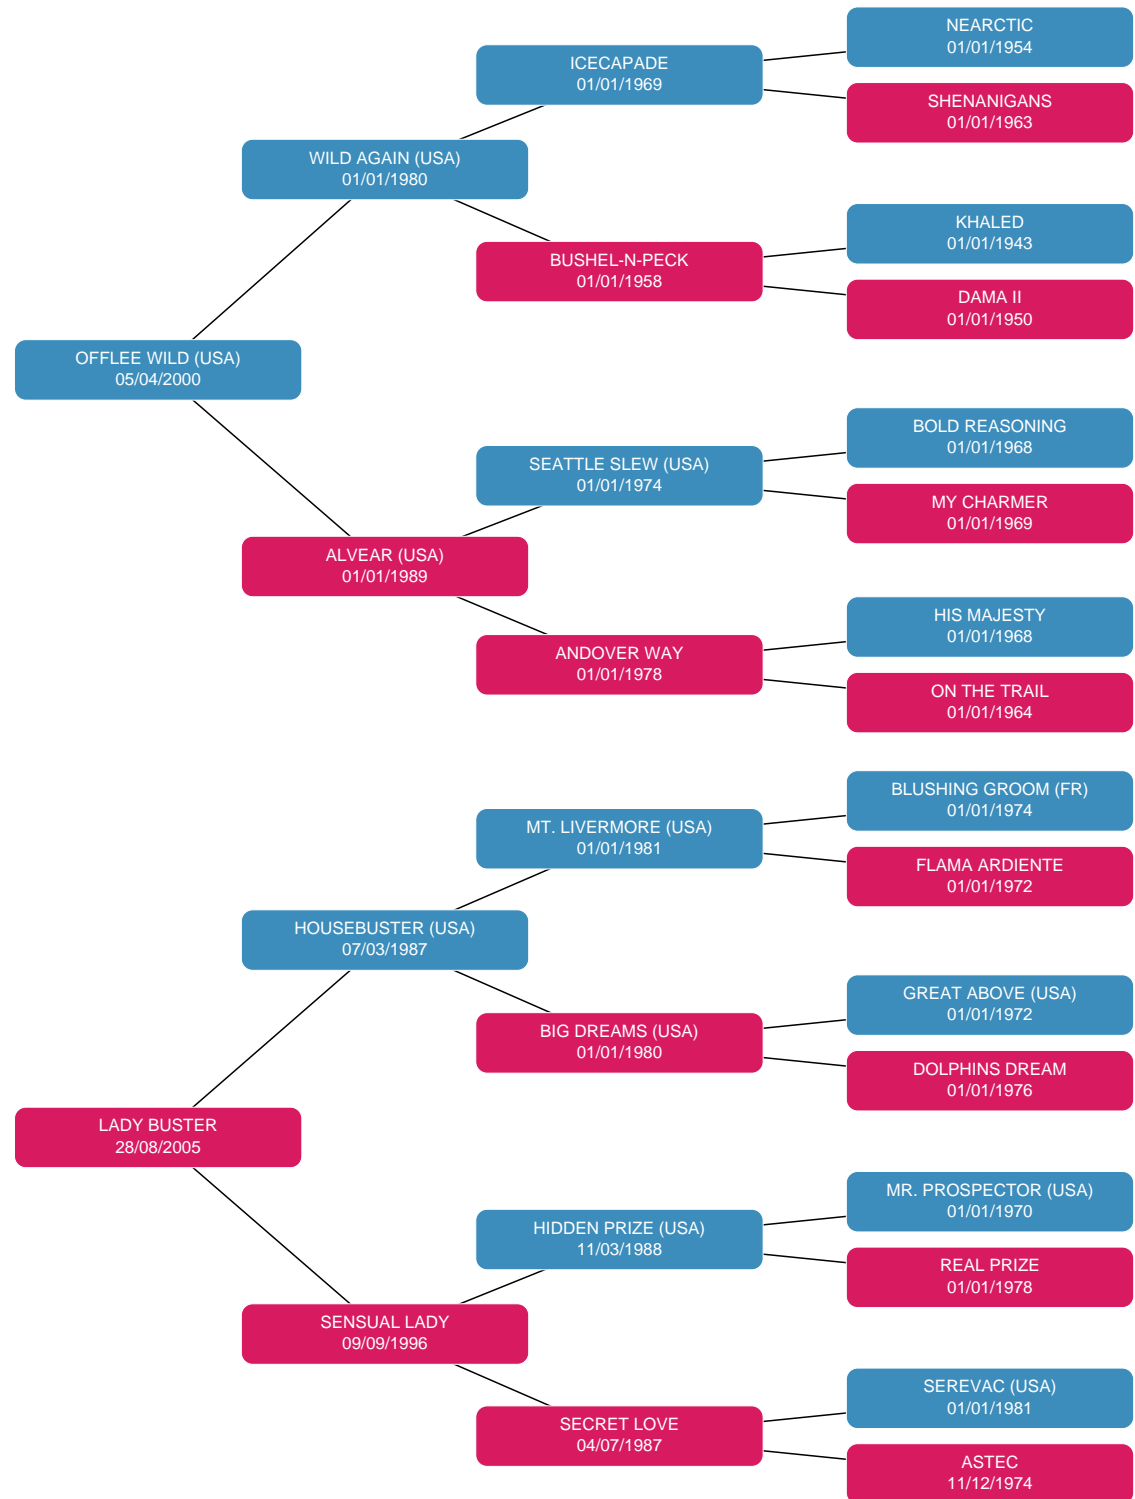 NEARCTIC
01/01/1954
ICECAPADE
01/01/1969
SHENANIGANS
01/01/1963
WILD AGAIN (USA)
01/01/1980
KHALED
01/01/1943
BUSHEL-N-PECK
01/01/1958
DAMA II
01/01/1950
OFFLEE WILD (USA)
05/04/2000
BOLD REASONING
01/01/1968
SEATTLE SLEW (USA)
01/01/1974
MY CHARMER
01/01/1969
ALVEAR (USA)
01/01/1989
HIS MAJESTY
01/01/1968
ANDOVER WAY
01/01/1978
ON THE TRAIL
01/01/1964
BLUSHING GROOM (FR)
01/01/1974
MT. LIVERMORE (USA)
01/01/1981
FLAMA ARDIENTE
01/01/1972
HOUSEBUSTER (USA)
07/03/1987
GREAT ABOVE (USA)
01/01/1972
BIG DREAMS (USA)
01/01/1980
DOLPHINS DREAM
01/01/1976
LADY BUSTER
28/08/2005
MR. PROSPECTOR (USA)
01/01/1970
HIDDEN PRIZE (USA)
11/03/1988
REAL PRIZE
01/01/1978
SENSUAL LADY
09/09/1996
SEREVAC (USA)
01/01/1981
SECRET LOVE
04/07/1987
ASTEC
11/12/1974